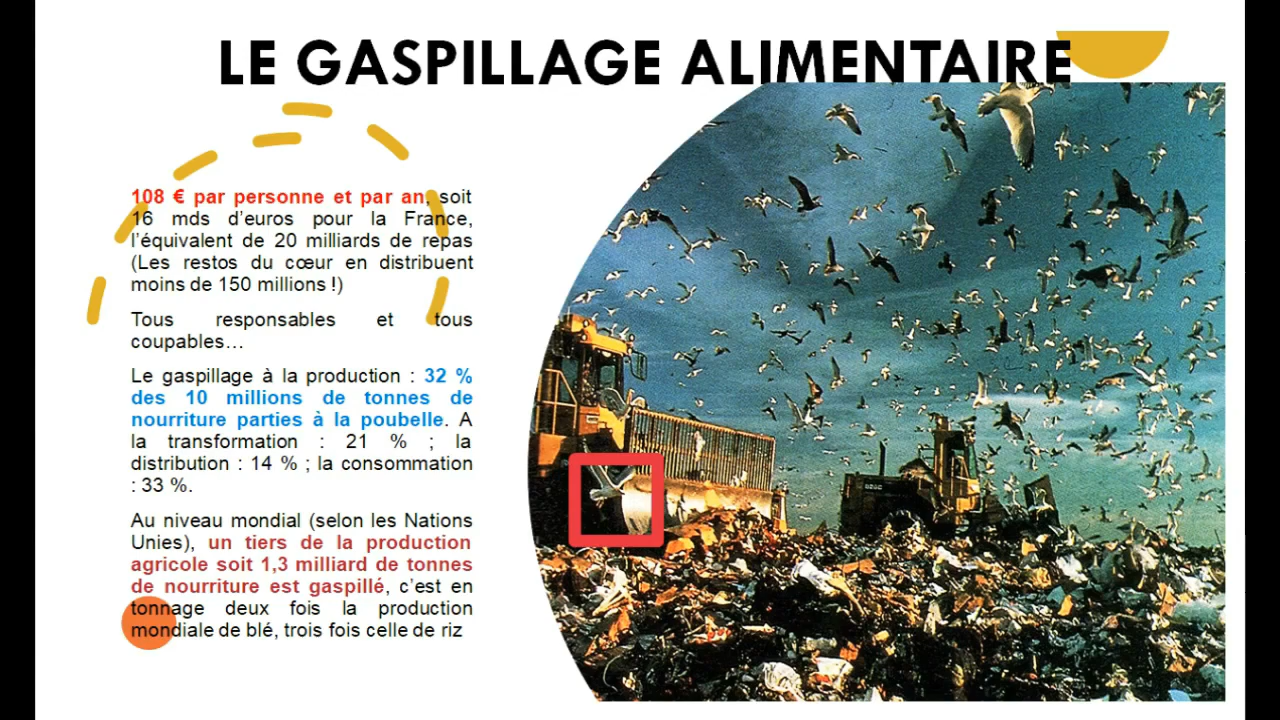 LE GASPILLAGE ALIMENTAIRE
108 € par personne et par an, soit
16 mds d’euros pour la France,
l’équivalent de 20 milliards de repas
(Les restos du cœur en distribuent
moins de 150 millions !)
Tous responsables et tous
coupables…
Le gaspillage à la production : 32 %
des 10 millions de tonnes de
nourriture parties à la poubelle. A
la transformation : 21 % ; la
distribution : 14 % ; la consommation
: 33 %.
Au niveau mondial (selon les Nations
Unies), un tiers de la production
agricole soit 1,3 milliard de tonnes
de nourriture est gaspillé, c’est en
tonnage deux fois la production
mondiale de blé, trois fois celle de riz